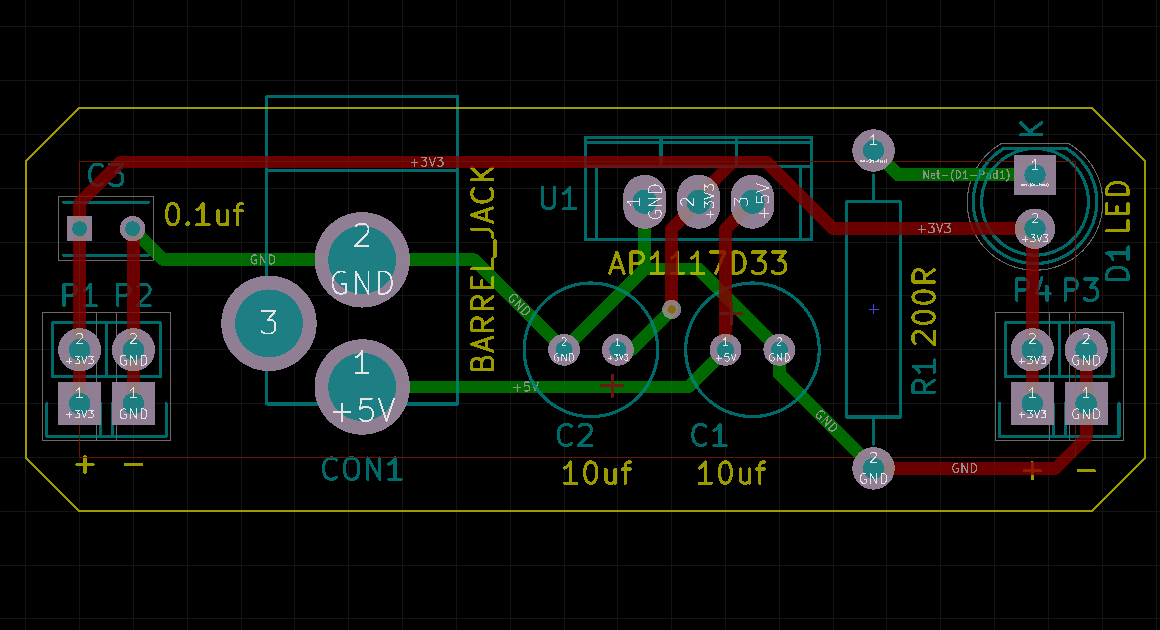 K
1
1
Net-(D1-Pad1)
+3V3
C3
0.1uf
U1
1
GND
2
+3V3
3
+5V
LED
D1
2
+3V3
+3V3
2
GND
GND
BARREL_JACK
AP1117D33
GND
3
P1
P2
P4
P3
200R
R1
2
+3V3
2
GND
1
+5V
2
GND
1
+3V3
1
+5V
2
GND
2
+3V3
2
GND
1
+3V3
1
GND
+5V
1
+3V3
1
GND
GND
C2
C1
+
−
CON1
10uf
10uf
2
GND
GND
+
−